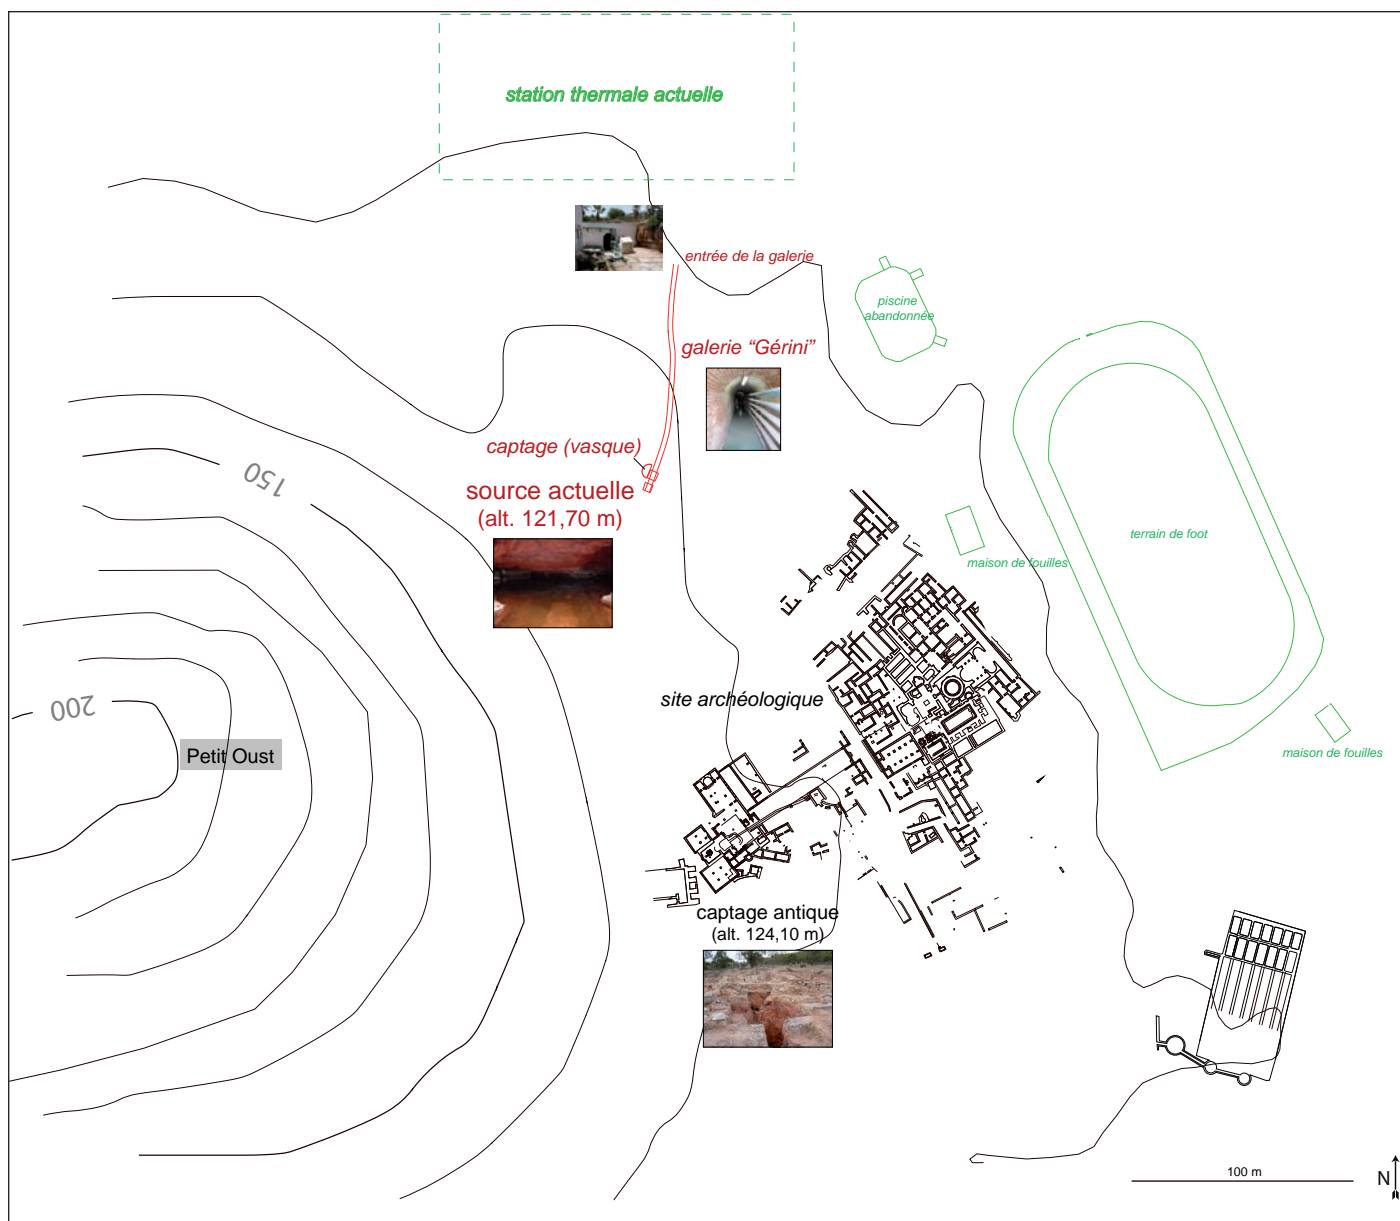 station thermale actuelle
entrée de la galerie
piscine
abandonnée
galerie “Gérini”
captage (vasque)
150
source actuelle
(alt. 121,70 m)
terrain de foot
maison de fouilles
site archéologique
200
Petit Oust
maison de fouilles
captage antique
(alt. 124,10 m)
100 m
N